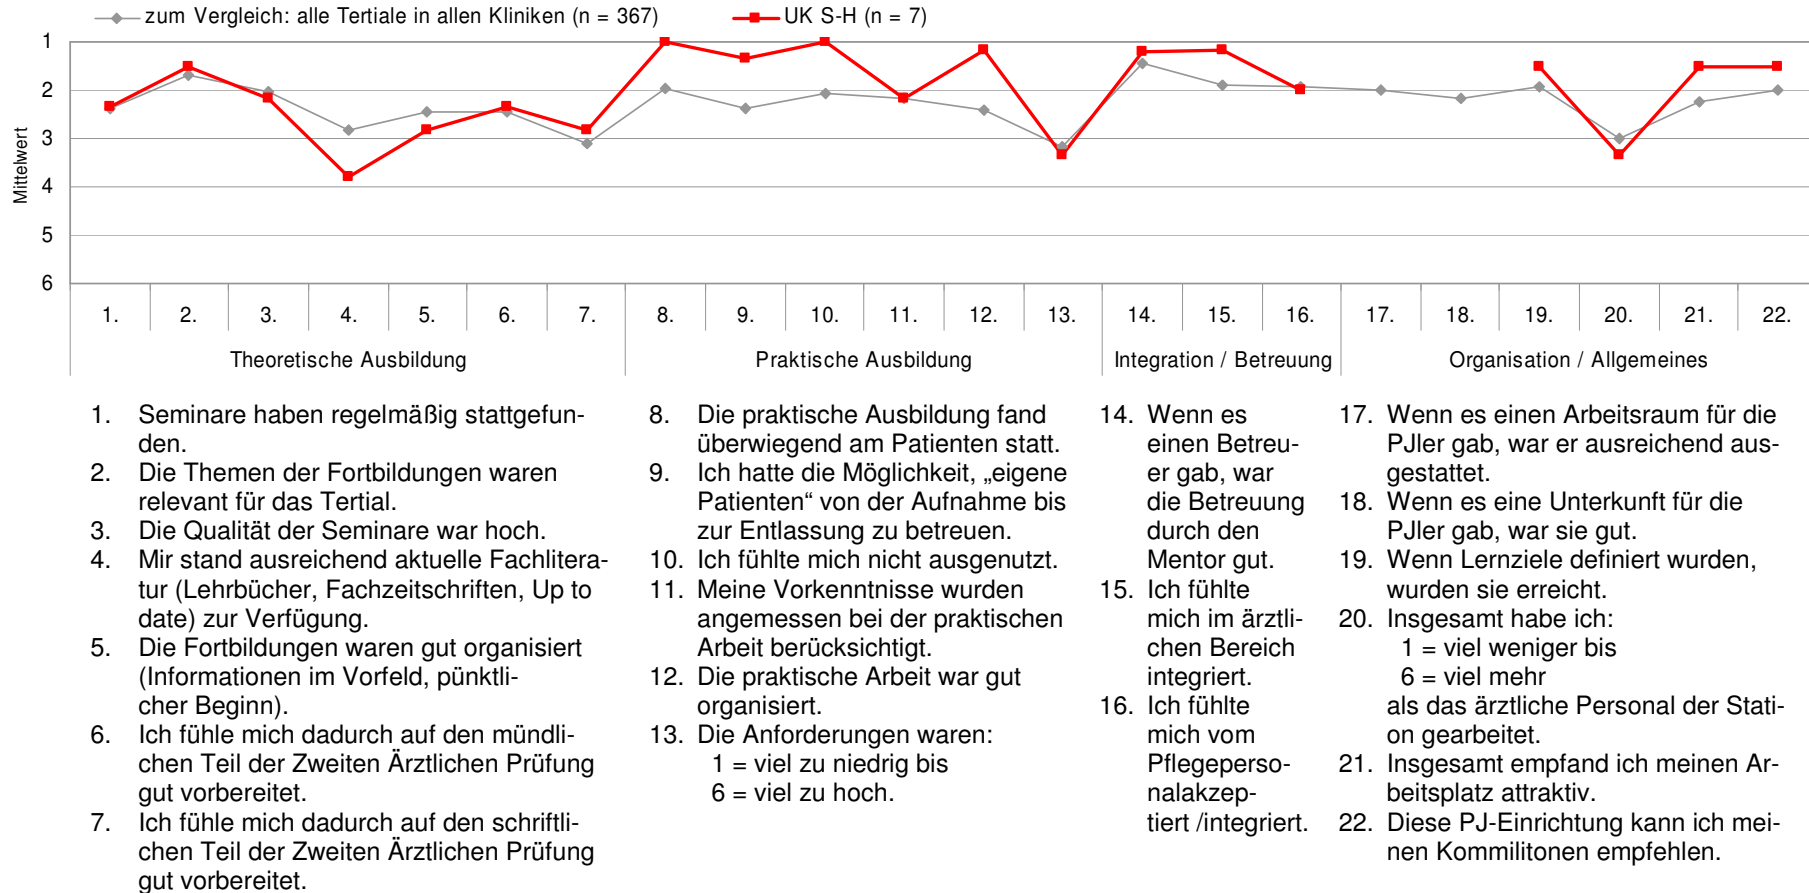 zum Vergleich: alle Tertiale in allen Kliniken (n = 367)
UK S-H (n = 7)
Mittelwert
1
2
3
4
5
6
1. 2. 3. 4. 5. 6. 7. 8. 9. 10. 11. 12. 13. 14. 15. 16. 17. 18. 19. 20. 21. 22.
Theoretische Ausbildung
Praktische Ausbildung
Integration / Betreuung
Organisation / Allgemeines
1. Seminare haben regelmäßig stattgefun-
den.
2. Die Themen der Fortbildungen waren
relevant für das Tertial.
3. Die Qualität der Seminare war hoch.
4. Mir stand ausreichend aktuelle Fachlitera-
tur (Lehrbücher, Fachzeitschriften, Up to
date) zur Verfügung.
5. Die Fortbildungen waren gut organisiert
(Informationen im Vorfeld, pünktli-
cher Beginn).
6. Ich fühle mich dadurch auf den mündli-
chen Teil der Zweiten Ärztlichen Prüfung
gut vorbereitet.
7. Ich fühle mich dadurch auf den schriftli-
chen Teil der Zweiten Ärztlichen Prüfung
gut vorbereitet.
8. Die praktische Ausbildung fand
überwiegend am Patienten statt.
9. Ich hatte die Möglichkeit, „eigene
Patienten“ von der Aufnahme bis
zur Entlassung zu betreuen.
10. Ich fühlte mich nicht ausgenutzt.
11. Meine Vorkenntnisse wurden
angemessen bei der praktischen
Arbeit berücksichtigt.
12. Die praktische Arbeit war gut
organisiert.
13. Die Anforderungen waren:
1 = viel zu niedrig bis
6 = viel zu hoch.
14. Wenn es
einen Betreu-
er gab, war
die Betreuung
durch den
Mentor gut.
15. Ich fühlte
mich im ärztli-
chen Bereich
integriert.
16. Ich fühlte
mich vom
Pflegeperso-
nalakzep-
tiert /integriert.
17. Wenn es einen Arbeitsraum für die
PJler gab, war er ausreichend aus-
gestattet.
18. Wenn es eine Unterkunft für die
PJler gab, war sie gut.
19. Wenn Lernziele definiert wurden,
wurden sie erreicht.
20. Insgesamt habe ich:
1 = viel weniger bis
6 = viel mehr
als das ärztliche Personal der Stati-
on gearbeitet.
21. Insgesamt empfand ich meinen Ar-
beitsplatz attraktiv.
22. Diese PJ-Einrichtung kann ich mei-
nen Kommilitonen empfehlen.